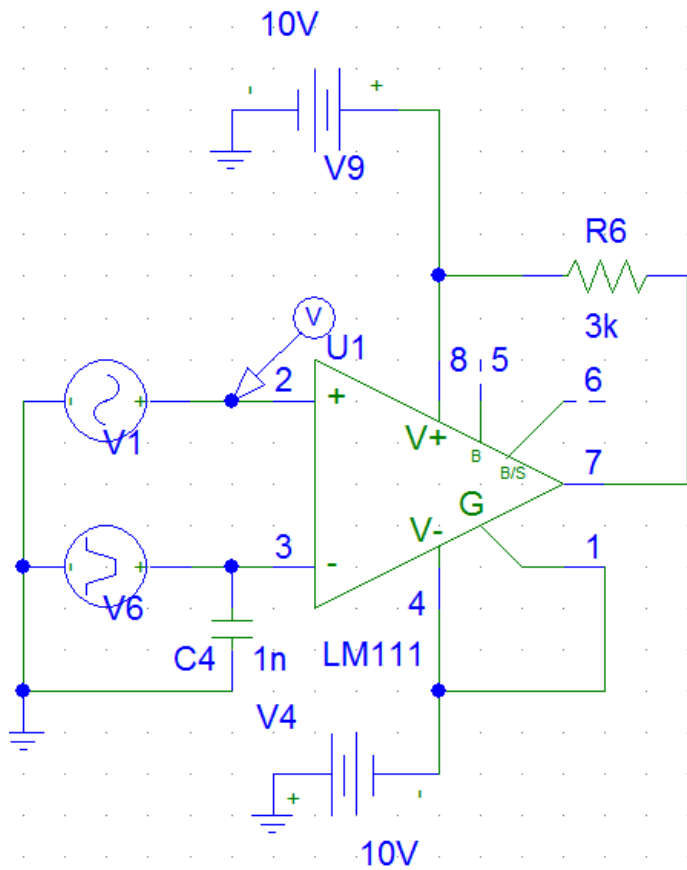 10V
- +
V9
R6
3k
V
U1
8 5
2
+
6
- +
V1
V+
B
B/S
7
G
V-
3
-
1
- +
V6
4
C4 1n
LM111
V4
+ -
10V